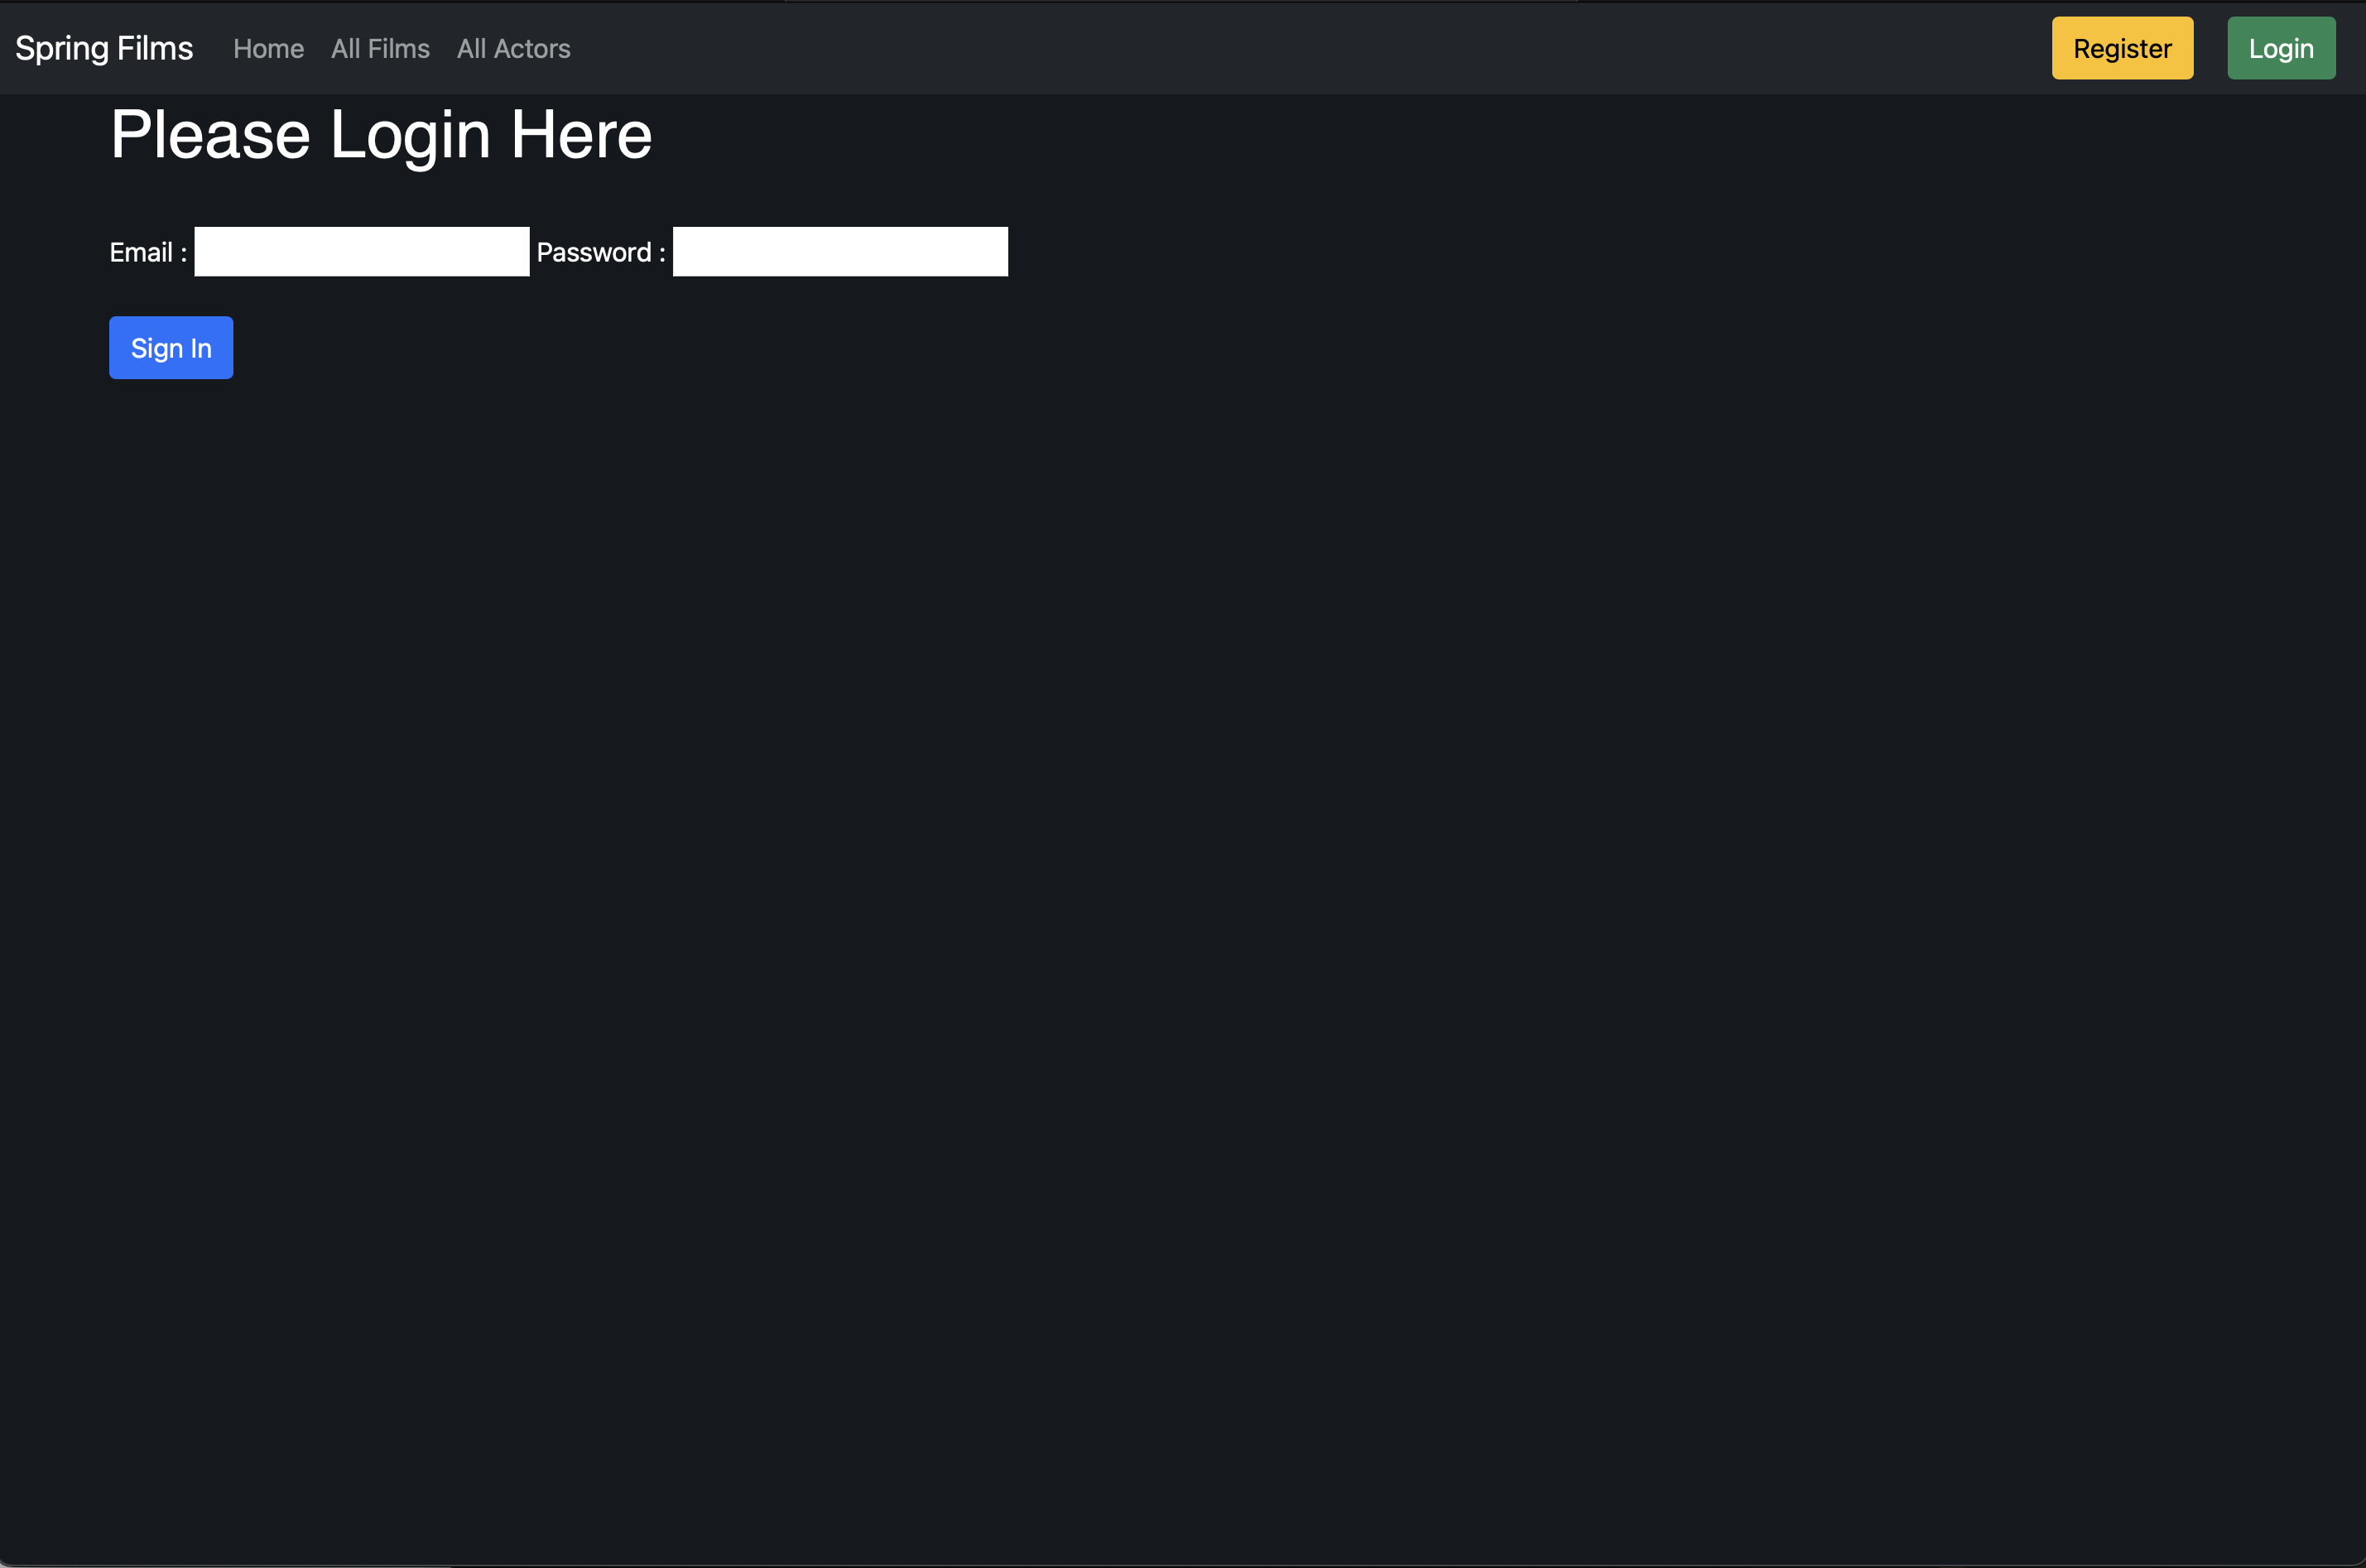 Spring Films Home All Films All Actors Register Login
Please Login Here
Email : Password :
Sign In